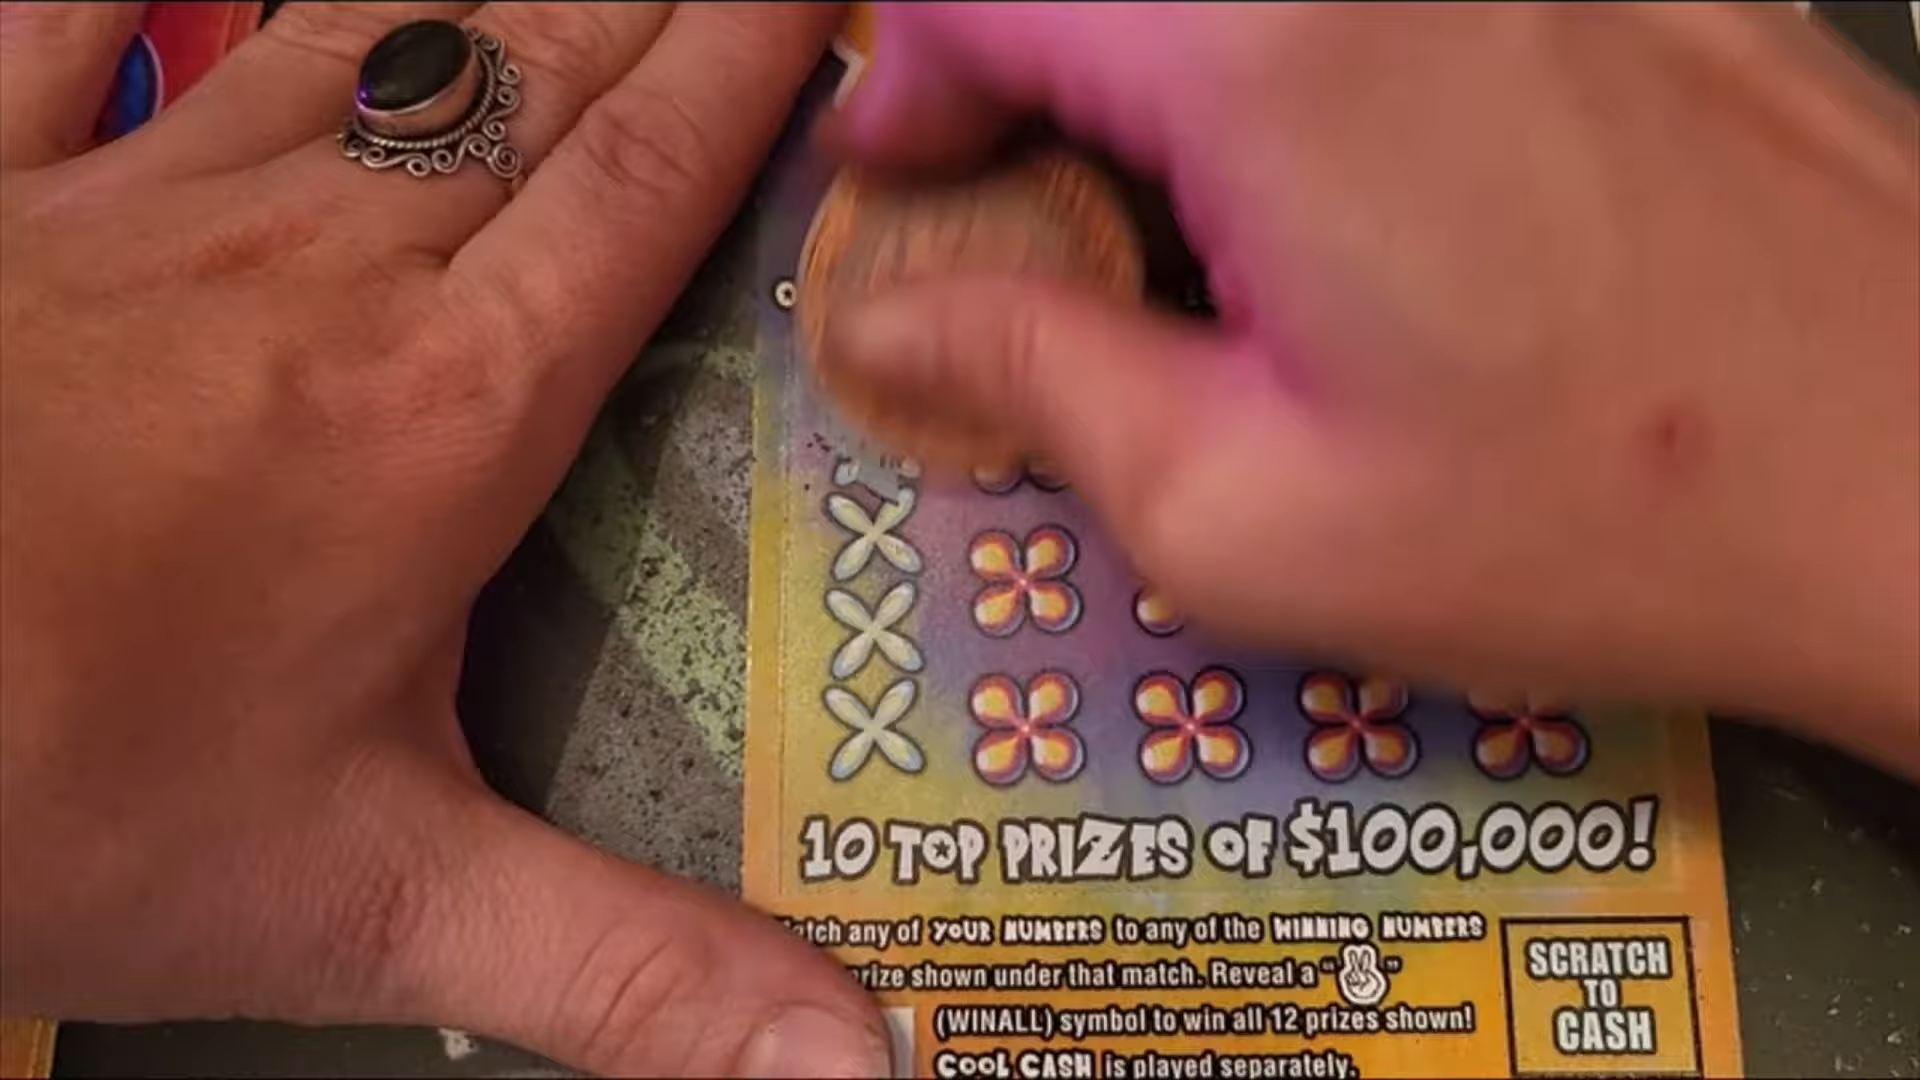 10 TOP PRIZES OF $100,000!
any of YOUR NUMBERS to any of the WINNING NUMBERS
shown under that match. Reveal a “ ”
(WINALL) symbol to win all 12 prizes shown!
COOL CASH is played separately.
SCRATCH
TO
CASH